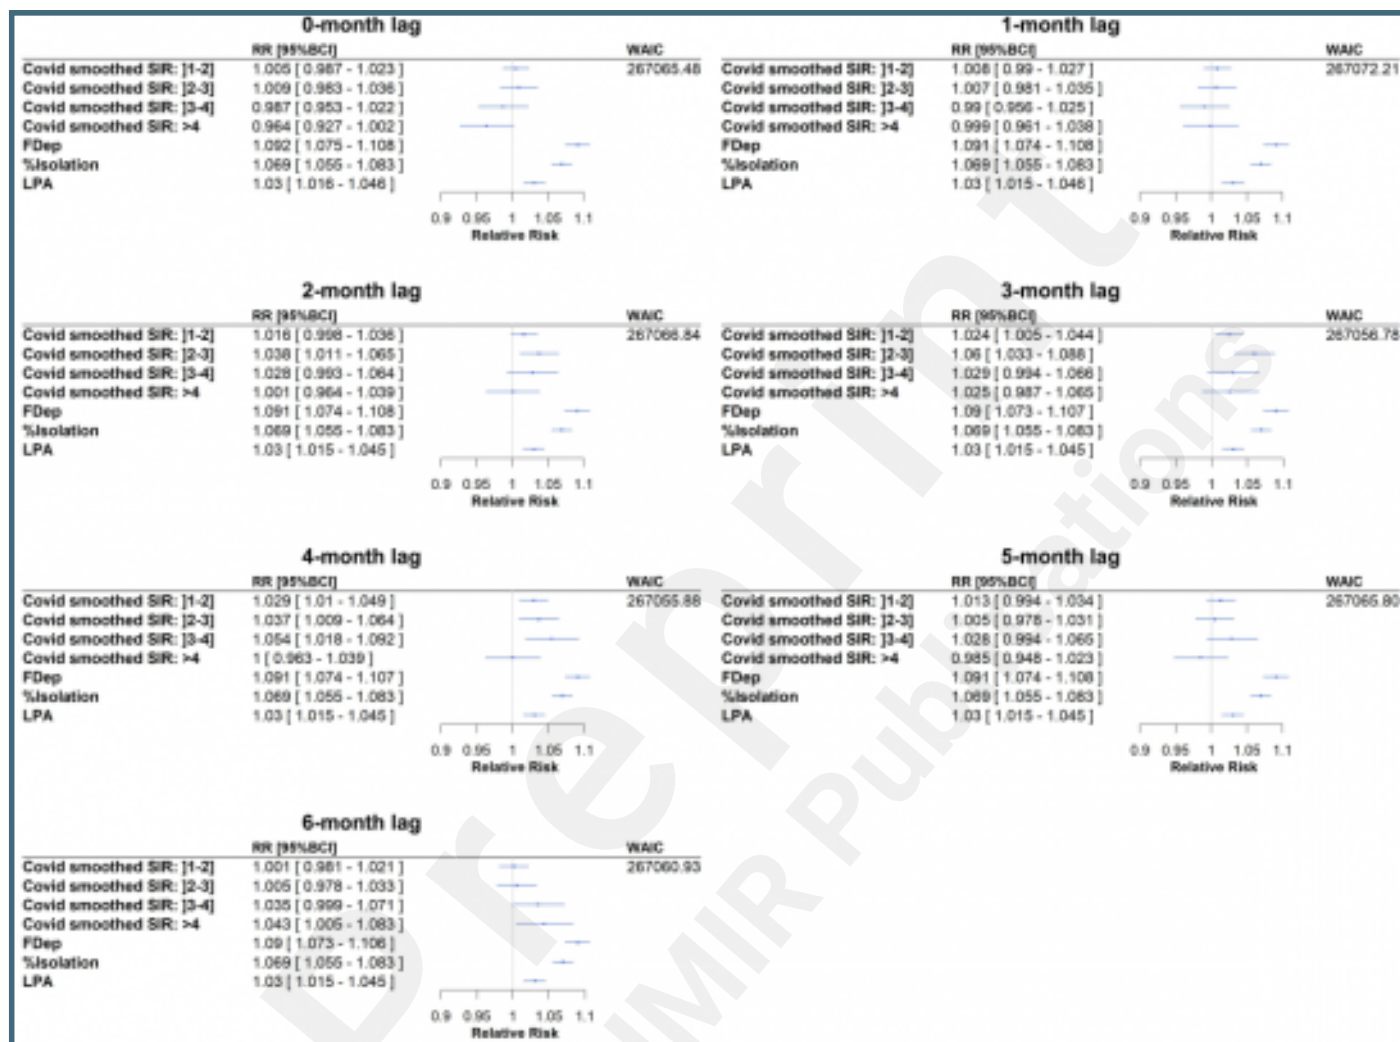 0-month lag
RR [95%BCI] WAIC
Covid smoothed SIR: ]1-2] 1.005 [ 0.987 - 1.023 ] 267065.48
Covid smoothed SIR: ]2-3] 1.009 [ 0.983 - 1.036 ]
Covid smoothed SIR: ]3-4] 0.987 [ 0.953 - 1.022 ]
Covid smoothed SIR: >4 0.964 [ 0.927 - 1.002 ]
FDep 1.092 [ 1.075 - 1.108 ]
%Isolation 1.069 [ 1.055 - 1.083 ]
LPA 1.03 [ 1.016 - 1.046 ]
0.9 0.95 1 1.05 1.1
Relative Risk
1-month lag
RR [95%BCI] WAIC
Covid smoothed SIR: ]1-2] 1.008 [ 0.99 - 1.027 ] 267072.21
Covid smoothed SIR: ]2-3] 1.007 [ 0.981 - 1.035 ]
Covid smoothed SIR: ]3-4] 0.99 [ 0.956 - 1.025 ]
Covid smoothed SIR: >4 0.999 [ 0.961 - 1.038 ]
FDep 1.091 [ 1.074 - 1.108 ]
%Isolation 1.069 [ 1.055 - 1.083 ]
LPA 1.03 [ 1.015 - 1.046 ]
0.9 0.95 1 1.05 1.1
Relative Risk
2-month lag
RR [95%BCI] WAIC
Covid smoothed SIR: ]1-2] 1.016 [ 0.998 - 1.036 ] 267066.84
Covid smoothed SIR: ]2-3] 1.038 [ 1.011 - 1.065 ]
Covid smoothed SIR: ]3-4] 1.028 [ 0.993 - 1.064 ]
Covid smoothed SIR: >4 1.001 [ 0.964 - 1.039 ]
FDep 1.091 [ 1.074 - 1.108 ]
%Isolation 1.069 [ 1.055 - 1.083 ]
LPA 1.03 [ 1.015 - 1.045 ]
0.9 0.95 1 1.05 1.1
Relative Risk
3-month lag
RR [95%BCI] WAIC
Covid smoothed SIR: ]1-2] 1.024 [ 1.005 - 1.044 ] 267056.78
Covid smoothed SIR: ]2-3] 1.06 [ 1.033 - 1.088 ]
Covid smoothed SIR: ]3-4] 1.029 [ 0.994 - 1.066 ]
Covid smoothed SIR: >4 1.025 [ 0.987 - 1.065 ]
FDep 1.09 [ 1.073 - 1.107 ]
%Isolation 1.069 [ 1.055 - 1.083 ]
LPA 1.03 [ 1.015 - 1.045 ]
0.9 0.95 1 1.05 1.1
Relative Risk
4-month lag
RR [95%BCI] WAIC
Covid smoothed SIR: ]1-2] 1.029 [ 1.01 - 1.049 ] 267055.88
Covid smoothed SIR: ]2-3] 1.037 [ 1.009 - 1.064 ]
Covid smoothed SIR: ]3-4] 1.054 [ 1.018 - 1.092 ]
Covid smoothed SIR: >4 1 [ 0.963 - 1.039 ]
FDep 1.091 [ 1.074 - 1.107 ]
%Isolation 1.069 [ 1.055 - 1.083 ]
LPA 1.03 [ 1.015 - 1.045 ]
0.9 0.95 1 1.05 1.1
Relative Risk
5-month lag
RR [95%BCI] WAIC
Covid smoothed SIR: ]1-2] 1.013 [ 0.994 - 1.034 ] 267065.80
Covid smoothed SIR: ]2-3] 1.005 [ 0.978 - 1.031 ]
Covid smoothed SIR: ]3-4] 1.028 [ 0.994 - 1.065 ]
Covid smoothed SIR: >4 0.985 [ 0.948 - 1.023 ]
FDep 1.091 [ 1.074 - 1.108 ]
%Isolation 1.069 [ 1.055 - 1.083 ]
LPA 1.03 [ 1.015 - 1.045 ]
0.9 0.95 1 1.05 1.1
Relative Risk
6-month lag
RR [95%BCI] WAIC
Covid smoothed SIR: ]1-2] 1.001 [ 0.981 - 1.021 ] 267060.93
Covid smoothed SIR: ]2-3] 1.005 [ 0.978 - 1.033 ]
Covid smoothed SIR: ]3-4] 1.035 [ 0.999 - 1.071 ]
Covid smoothed SIR: >4 1.043 [ 1.005 - 1.083 ]
FDep 1.09 [ 1.073 - 1.106 ]
%Isolation 1.069 [ 1.055 - 1.083 ]
LPA 1.03 [ 1.015 - 1.045 ]
0.9 0.95 1 1.05 1.1
Relative Risk
Preprint
JMIR Publications